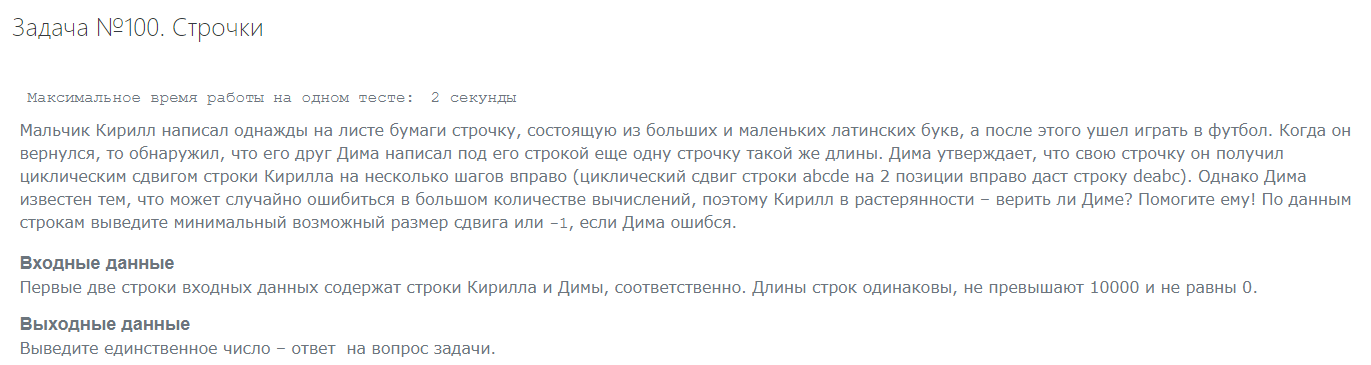 Задача №100. Строчки
Максимальное время работы на одном тесте: 2 секунды
Мальчик Кирилл написал однажды на листе бумаги строчку, состоящую из больших и маленьких латинских букв, а после этого ушел играть в футбол. Когда он
вернулся, то обнаружил, что его друг Дима написал под его строкой еще одну строчку такой же длины. Дима утверждает, что свою строчку он получил
циклическим сдвигом строки Кирилла на несколько шагов вправо (циклический сдвиг строки abcde на 2 позиции вправо даст строку deabc). Однако Дима
известен тем, что может случайно ошибиться в большом количестве вычислений, поэтому Кирилл в растерянности – верить ли Диме? Помогите ему! По данным
строкам выведите минимальный возможный размер сдвига или –1, если Дима ошибся.
Входные данные
Первые две строки входных данных содержат строки Кирилла и Димы, соответственно. Длины строк одинаковы, не превышают 10000 и не равны 0.
Выходные данные
Выведите единственное число – ответ на вопрос задачи.